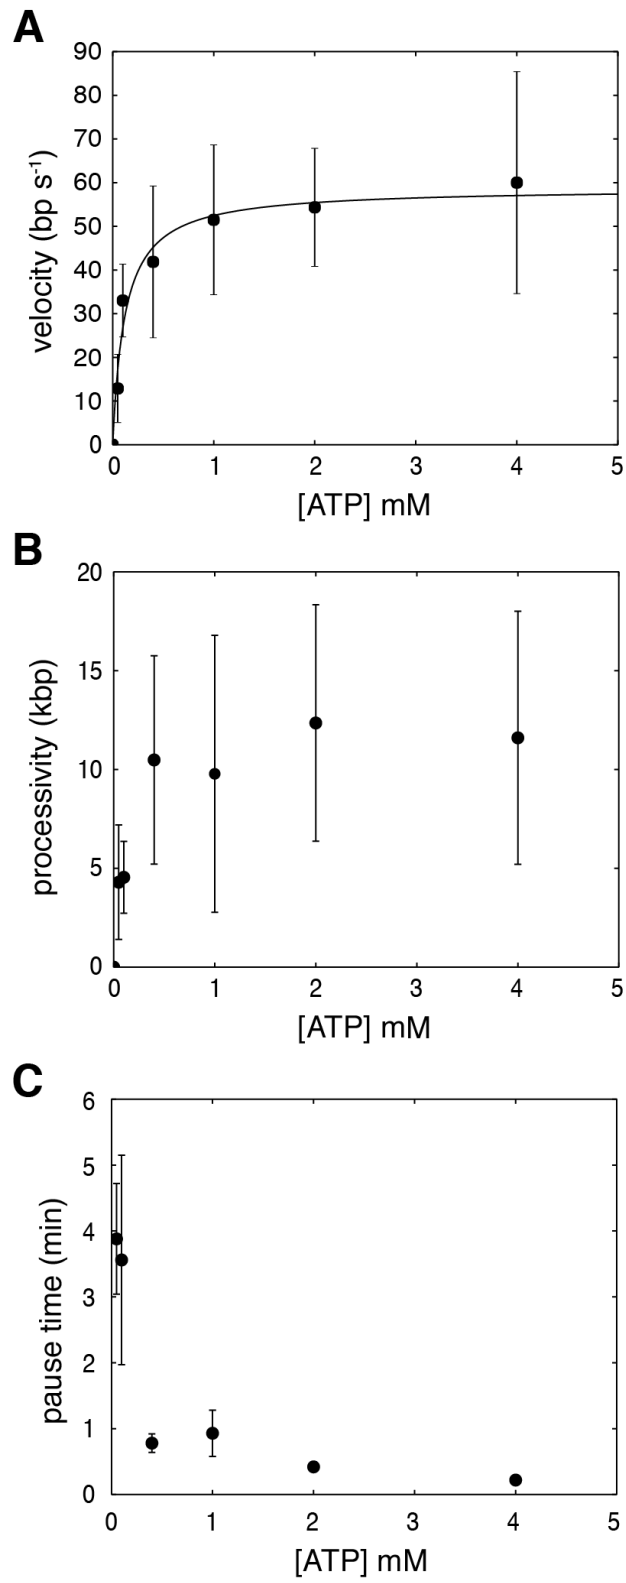 A
90
80
70
60
50
40
30
20
10
0
velocity (bp s⁻¹)
0 1 2 3 4 5
[ATP] mM
B
20
15
10
5
0
processivity (kbp)
0 1 2 3 4 5
[ATP] mM
C
6
5
4
3
2
1
0
pause time (min)
0 1 2 3 4 5
[ATP] mM